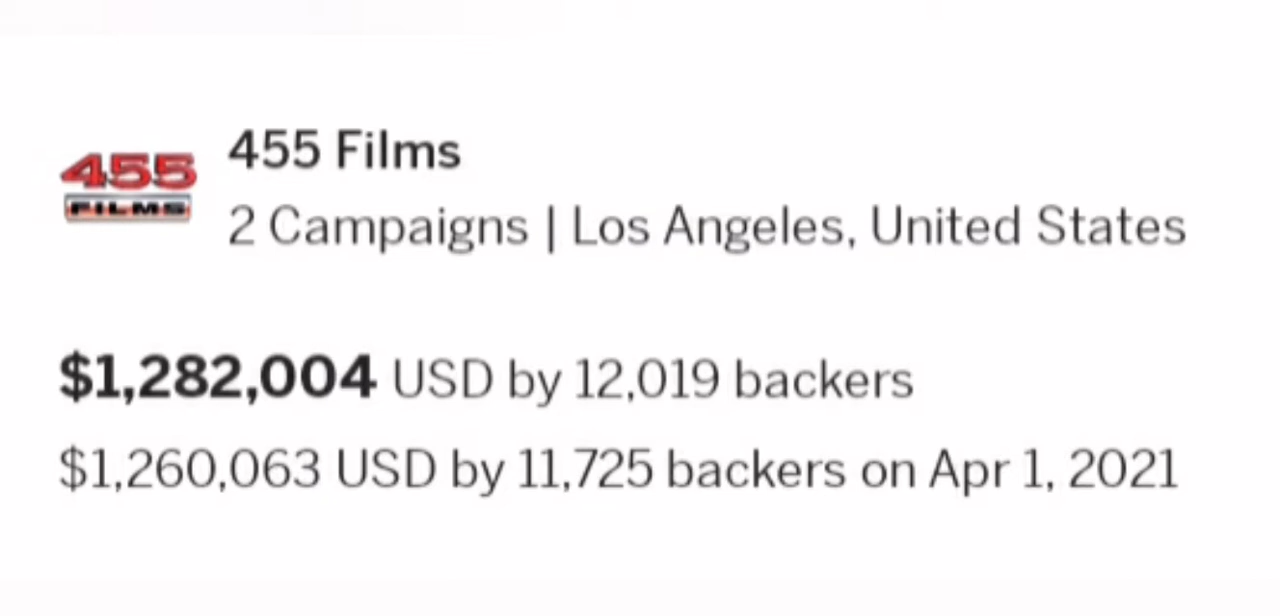 455
FILMS
455 Films
2 Campaigns | Los Angeles, United States
$1,282,004 USD by 12,019 backers
$1,260,063 USD by 11,725 backers on Apr 1, 2021